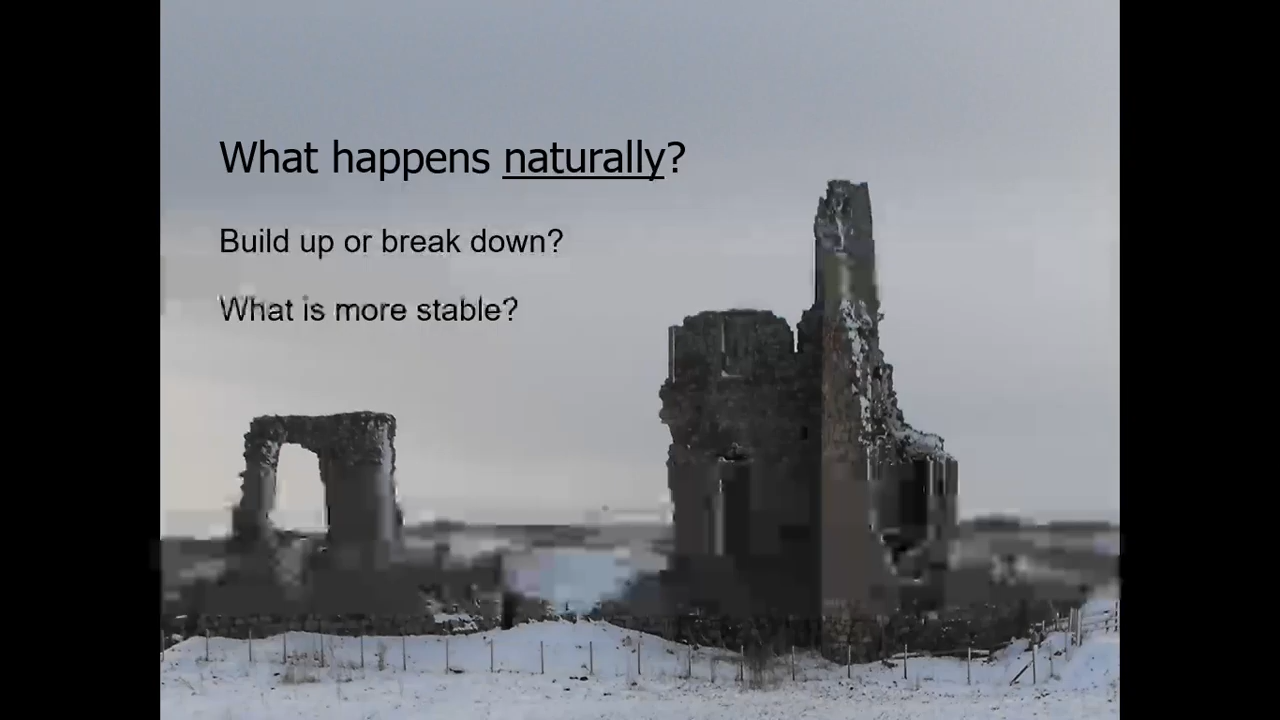 What happens naturally?
Build up or break down?
What is more stable?